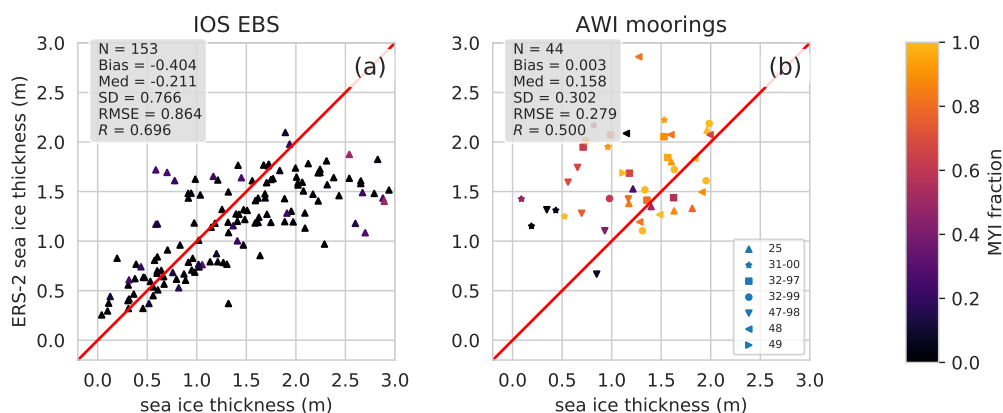 IOS EBS
N = 153
Bias = -0.404
Med = -0.211
SD = 0.766
RMSE = 0.864
R = 0.696
(a)
3.0
2.5
2.0
1.5
1.0
0.5
0.0
ERS-2 sea ice thickness (m)
0.0 0.5 1.0 1.5 2.0 2.5 3.0
sea ice thickness (m)
AWI moorings
N = 44
Bias = 0.003
Med = 0.158
SD = 0.302
RMSE = 0.279
R = 0.500
(b)
3.0
2.5
2.0
1.5
1.0
0.5
0.0
25
31-00
32-97
32-99
47-98
48
49
0.0 0.5 1.0 1.5 2.0 2.5 3.0
sea ice thickness (m)
1.0
0.8
0.6
0.4
0.2
0.0
MYI fraction